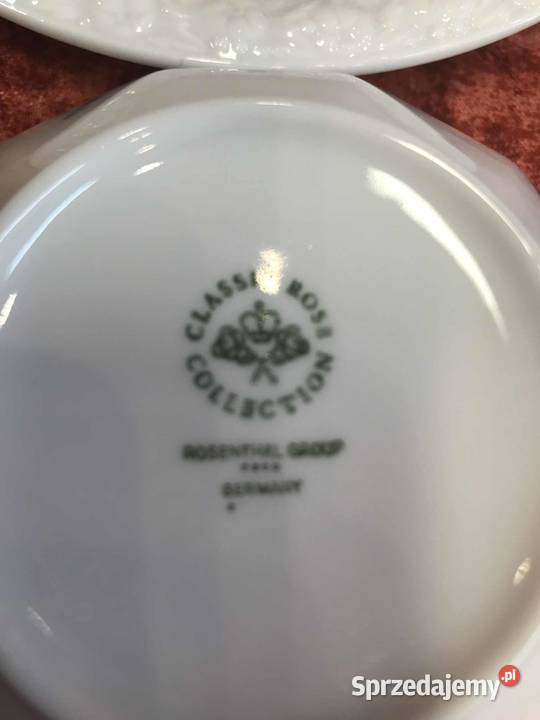 CLASSIC ROSE
COLLECTION
ROSENTHAL GROUP
GERMANY
Sprzedajemy.pl